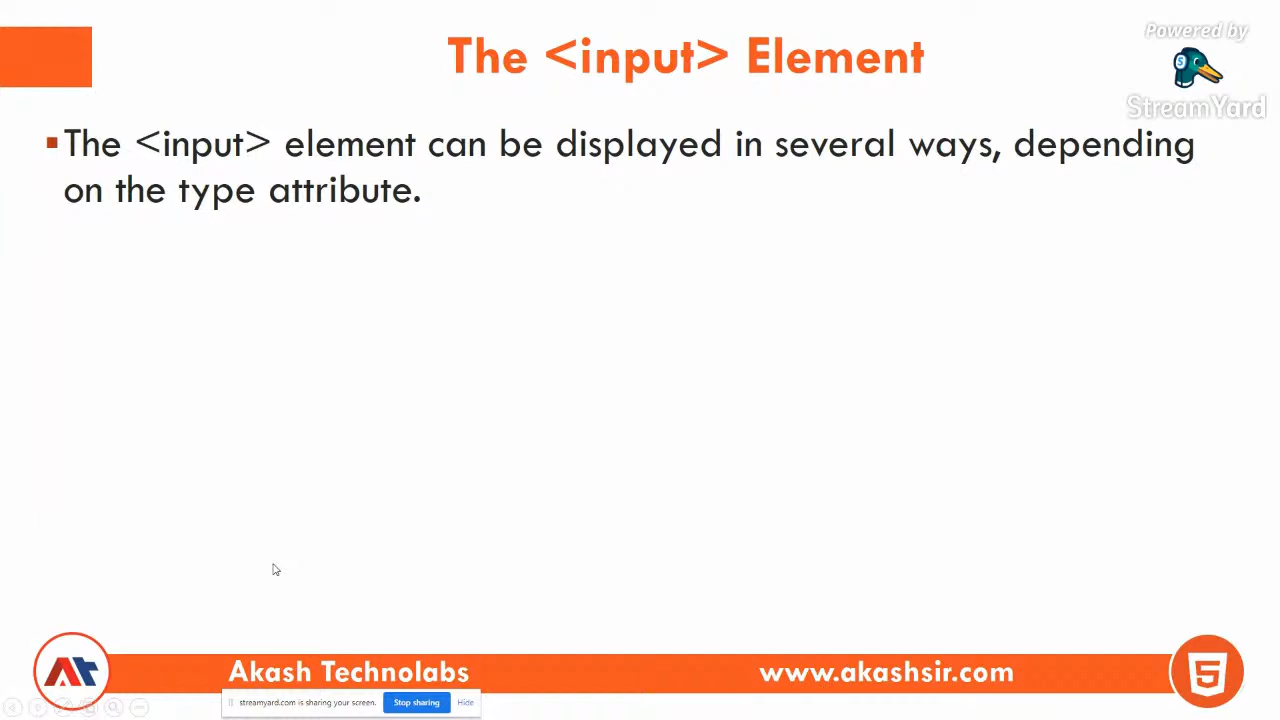 The <input> Element
Powered by
StreamYard
▪The <input> element can be displayed in several ways, depending
on the type attribute.
Akash Technolabs
www.akashsir.com
streamyard.com is sharing your screen.
Stop sharing
Hide